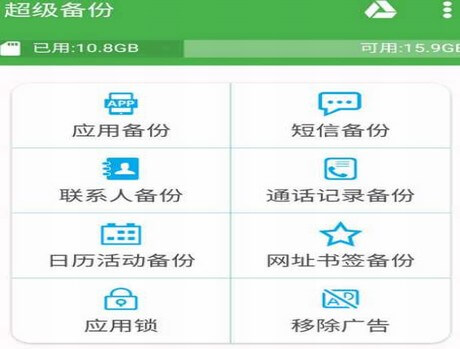 超级备份
已用:10.8GB 可用:15.9GB
APP
应用备份 短信备份
联系人备份 通话记录备份
日历活动备份 网址书签备份
AD
应用锁 移除广告